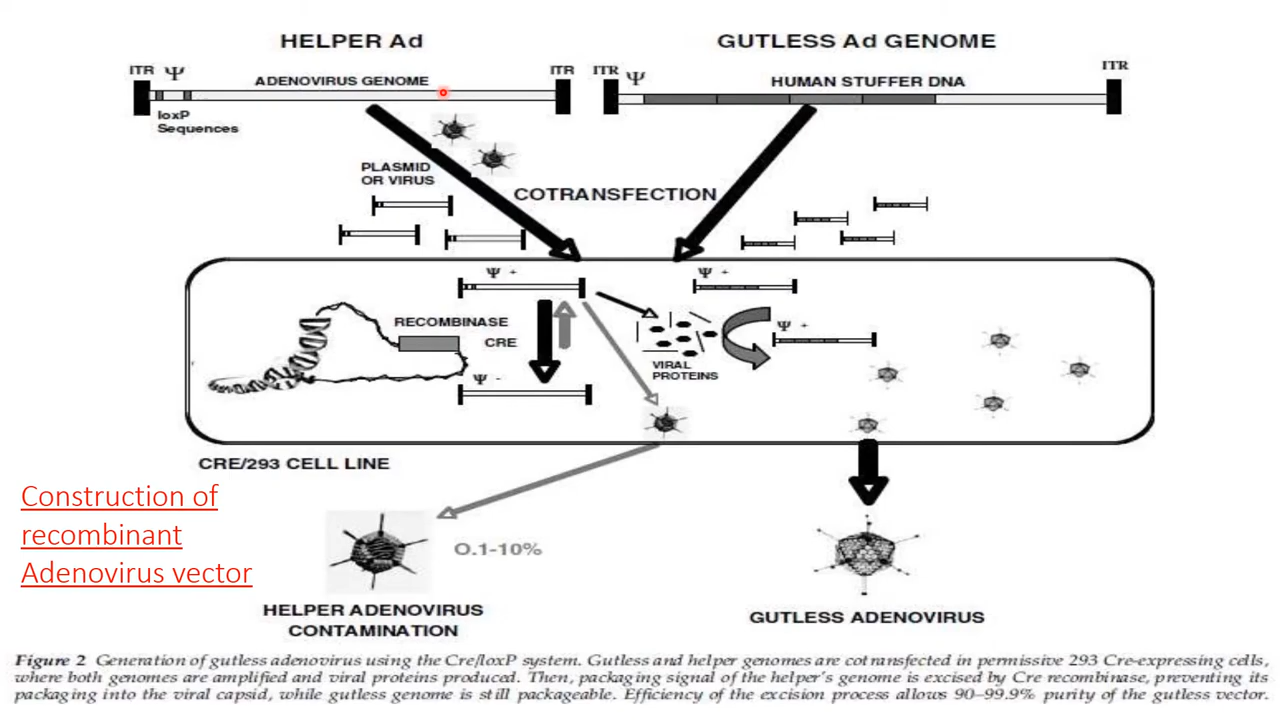 HELPER Ad
GUTLESS Ad GENOME
ITR Ψ
ADENOVIRUS GENOME
ITR
ITR
Ψ
HUMAN STUFFER DNA
ITR
loxP
Sequences
PLASMID
OR VIRUS
COTRANSFECTION
Ψ +
Ψ +
RECOMBINASE
CRE
Ψ +
VIRAL
PROTEINS
Ψ -
CRE/293 CELL LINE
Construction of
recombinant
Adenovirus vector
O.1-10%
HELPER ADENOVIRUS
CONTAMINATION
GUTLESS ADENOVIRUS
Figure 2 Generation of gutless adenovirus using the Cre/loxP system. Gutless and helper genomes are cotransfected in permissive 293 Cre-expressing cells,
where both genomes are amplified and viral proteins produced. Then, packaging signal of the helper's genome is excised by Cre recombinase, preventing its
packaging into the viral capsid, while gutless genome is still packageable. Efficiency of the excision process allows 90–99.9% purity of the gutless vector.